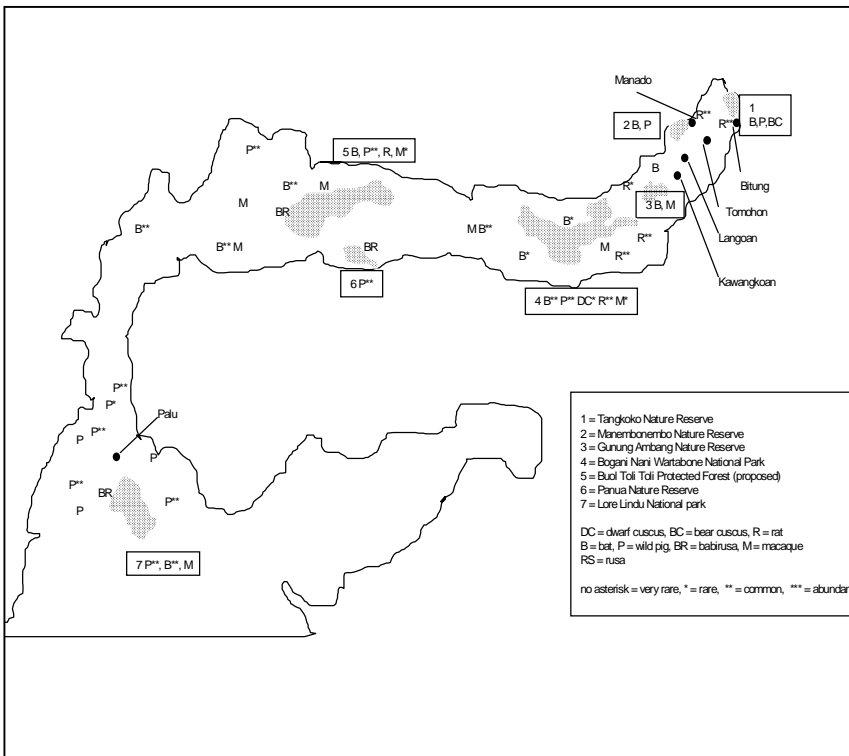 Manado
1
B,P,BC
R**
R**
2 B, P
P**
5 B, P**, R, M*
B
Bitung
B**
M
R*
M
BR
3 B, M
Tomohon
B*
B**
M B**
R**
Langoan
B** M
BR
M
B*
R**
Kawangkoan
6 P**
4 B** P** DC* R** M*
P**
P*
Palu
P**
P
P
P**
BR
P**
P
7 P**, B**, M
1 = Tangkoko Nature Reserve
2 = Manembonembo Nature Reserve
3 = Gunung Ambang Nature Reserve
4 = Bogani Nani Wartabone National Park
5 = Buol Toli Toli Protected Forest (proposed)
6 = Panua Nature Reserve
7 = Lore Lindu National park
DC = dwarf cuscus, BC = bear cuscus, R = rat
B = bat, P = wild pig, BR = babirusa, M = macaque
RS = rusa
no asterisk = very rare, * = rare, ** = common, *** = abundan